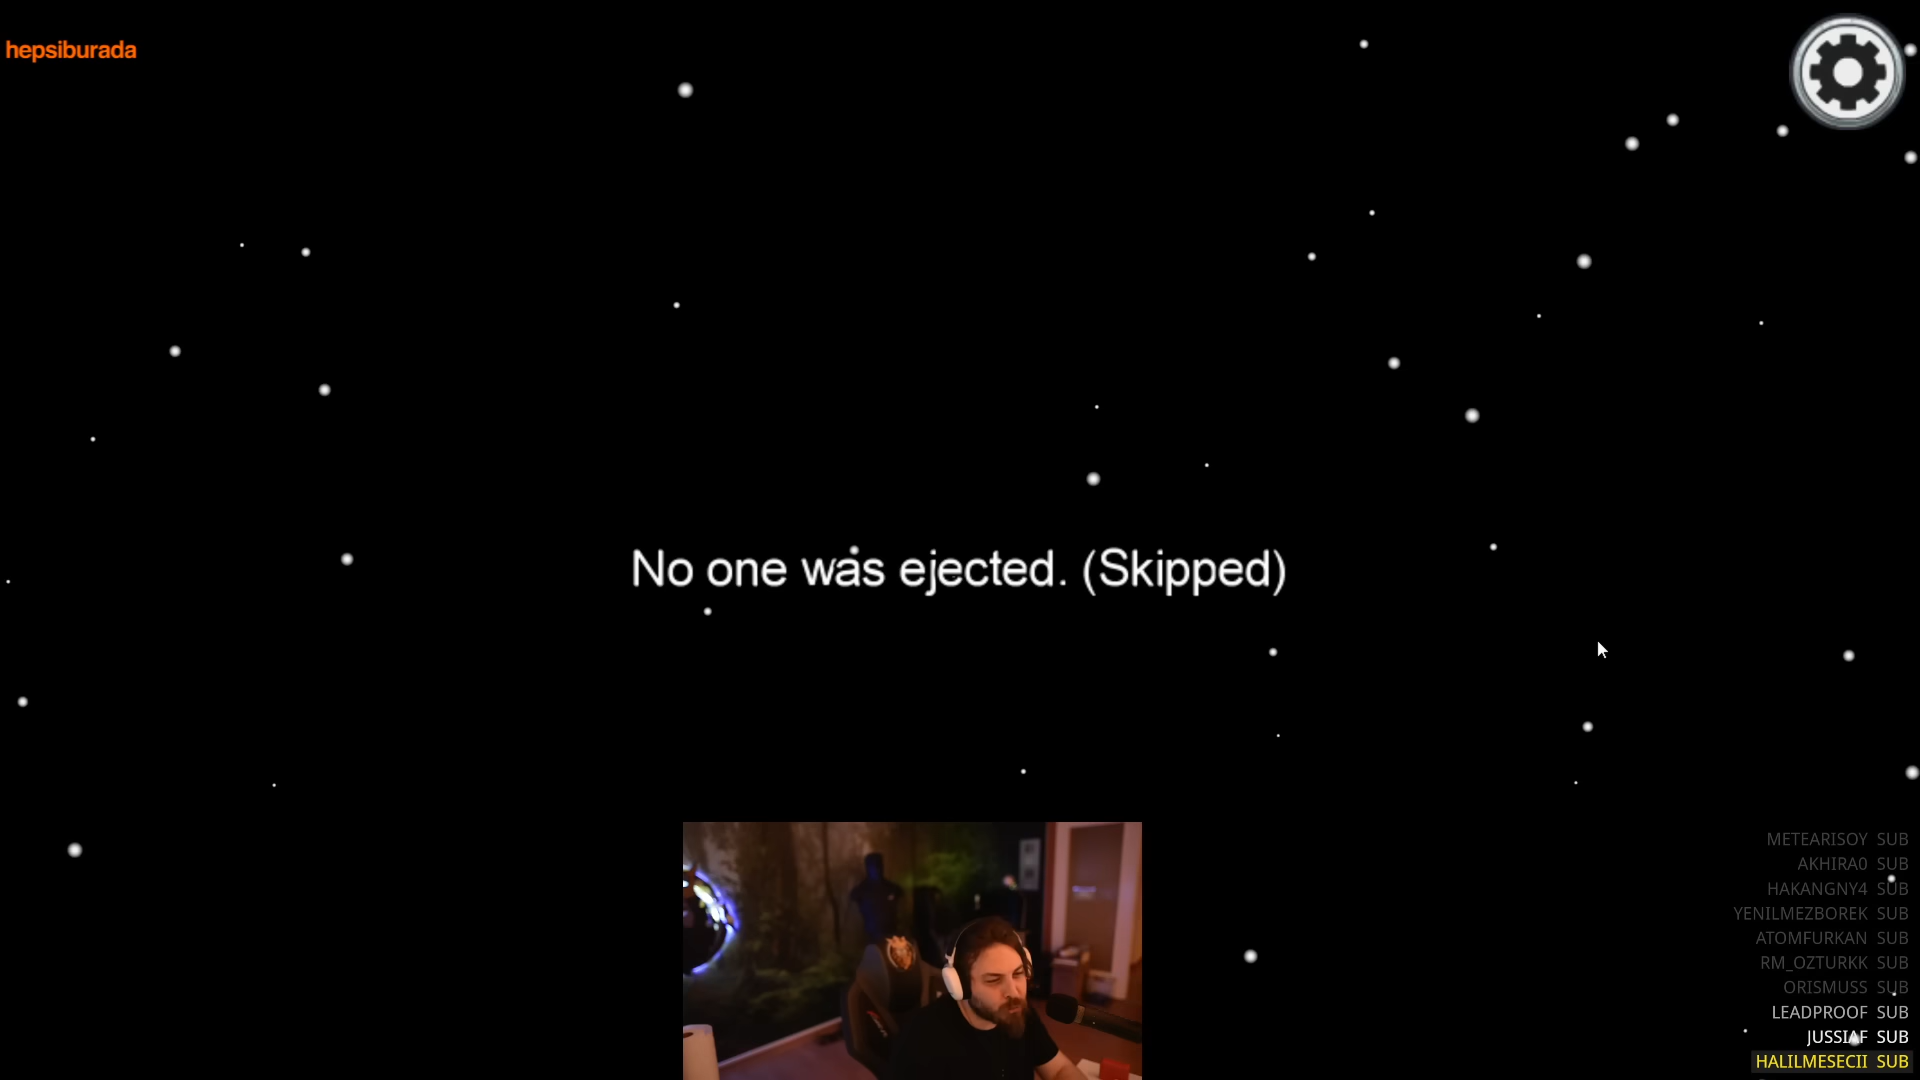 hepsiburada
No one was ejected. (Skipped)
METEARISOY SUB
AKHIRA0 SUB
HAKANGNY4 SUB
YENILMEZBOREK SUB
ATOMFURKAN SUB
RM_OZTURKK SUB
ORISMUSS SUB
LEADPROOF SUB
JUSSIAF SUB
HALILMESECII SUB